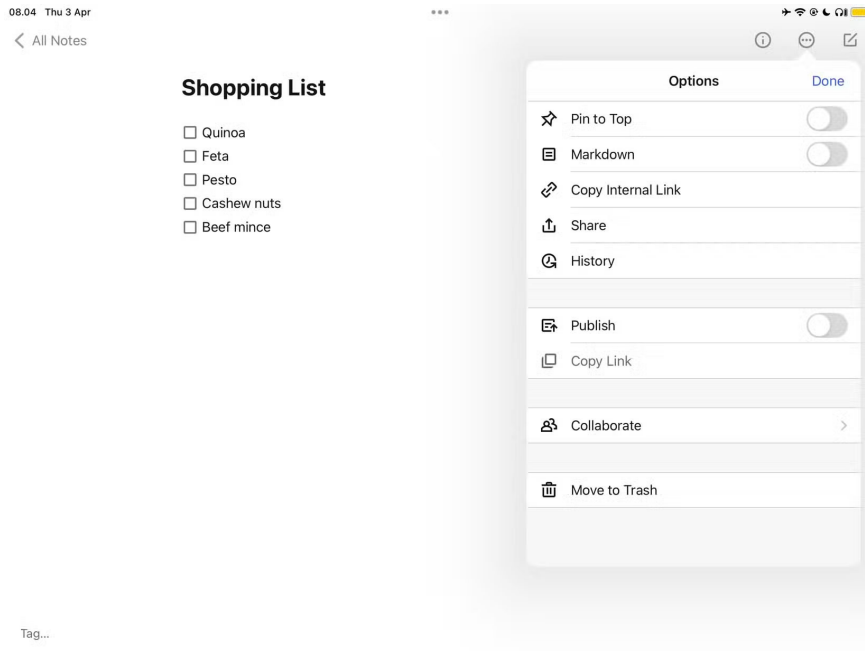 08.04 Thu 3 Apr
All Notes
Shopping List
Quinoa
Feta
Pesto
Cashew nuts
Beef mince
Options
Done
Pin to Top
Markdown
Copy Internal Link
Share
History
Publish
Copy Link
Collaborate
Move to Trash
Tag...